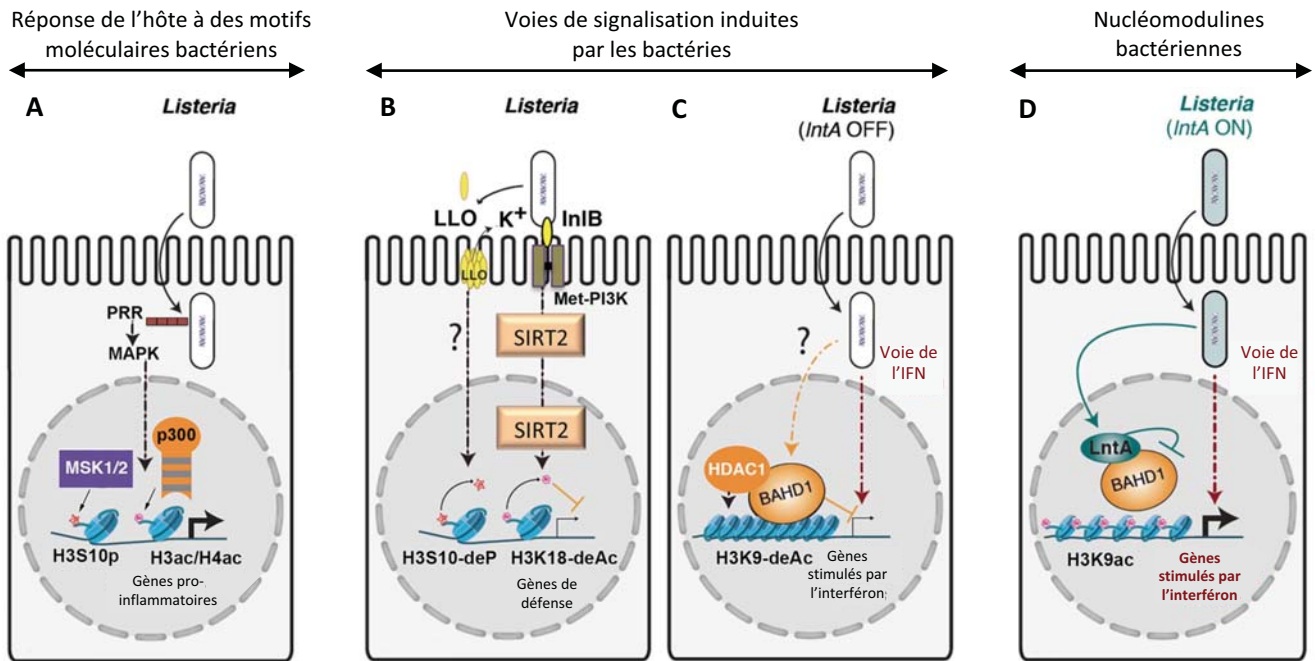 Réponse de l’hôte à des motifs
moléculaires bactériens
Voies de signalisation induites
par les bactéries
Nucléomodulines
bactériennes
A
Listeria
PRR
MAPK
p300
MSK1/2
H3S10p
H3ac/H4ac
Gènes pro-
inflammatoires
B
Listeria
LLO
K+
InlB
LLO
Met-PI3K
?
SIRT2
SIRT2
H3S10-deP
H3K18-deAc
Gènes de
défense
C
Listeria
(lntA OFF)
?
Voie de
l’IFN
HDAC1
BAHD1
H3K9-deAc
Gènes
stimulés par
l’interféron
D
Listeria
(lntA ON)
Voie de
l’IFN
LntA
BAHD1
H3K9ac
Gènes
stimulés par
l’interféron